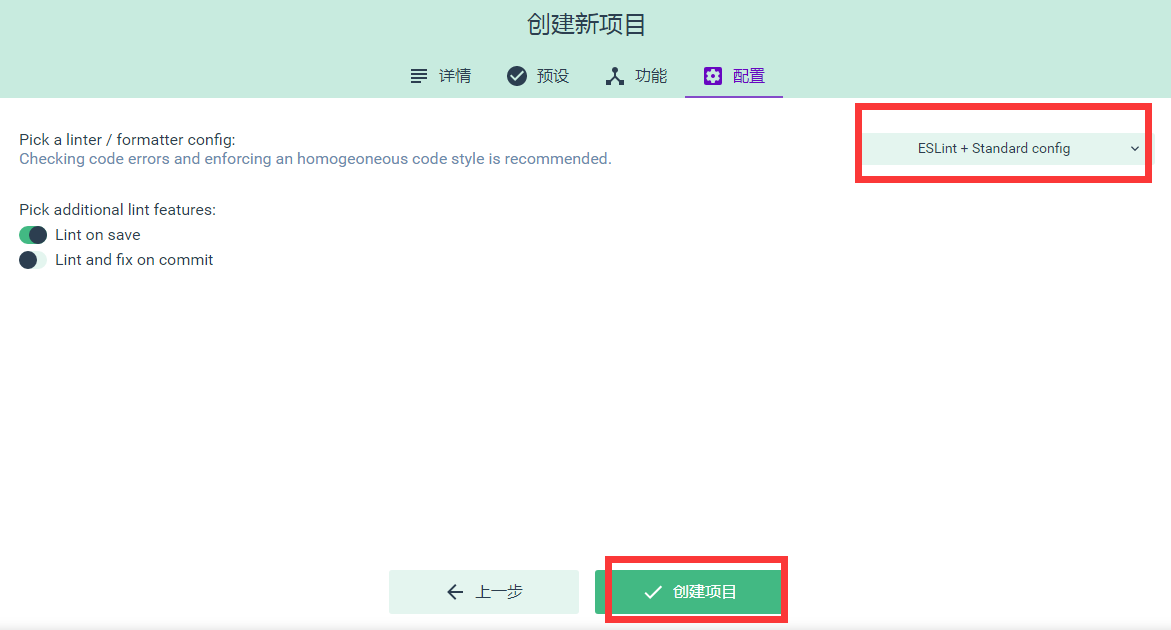 创建新项目
详情 预设 功能 配置
Pick a linter / formatter config:
Checking code errors and enforcing an homogeoneous code style is recommended.
ESLint + Standard config
Pick additional lint features:
Lint on save
Lint and fix on commit
上一步 创建项目